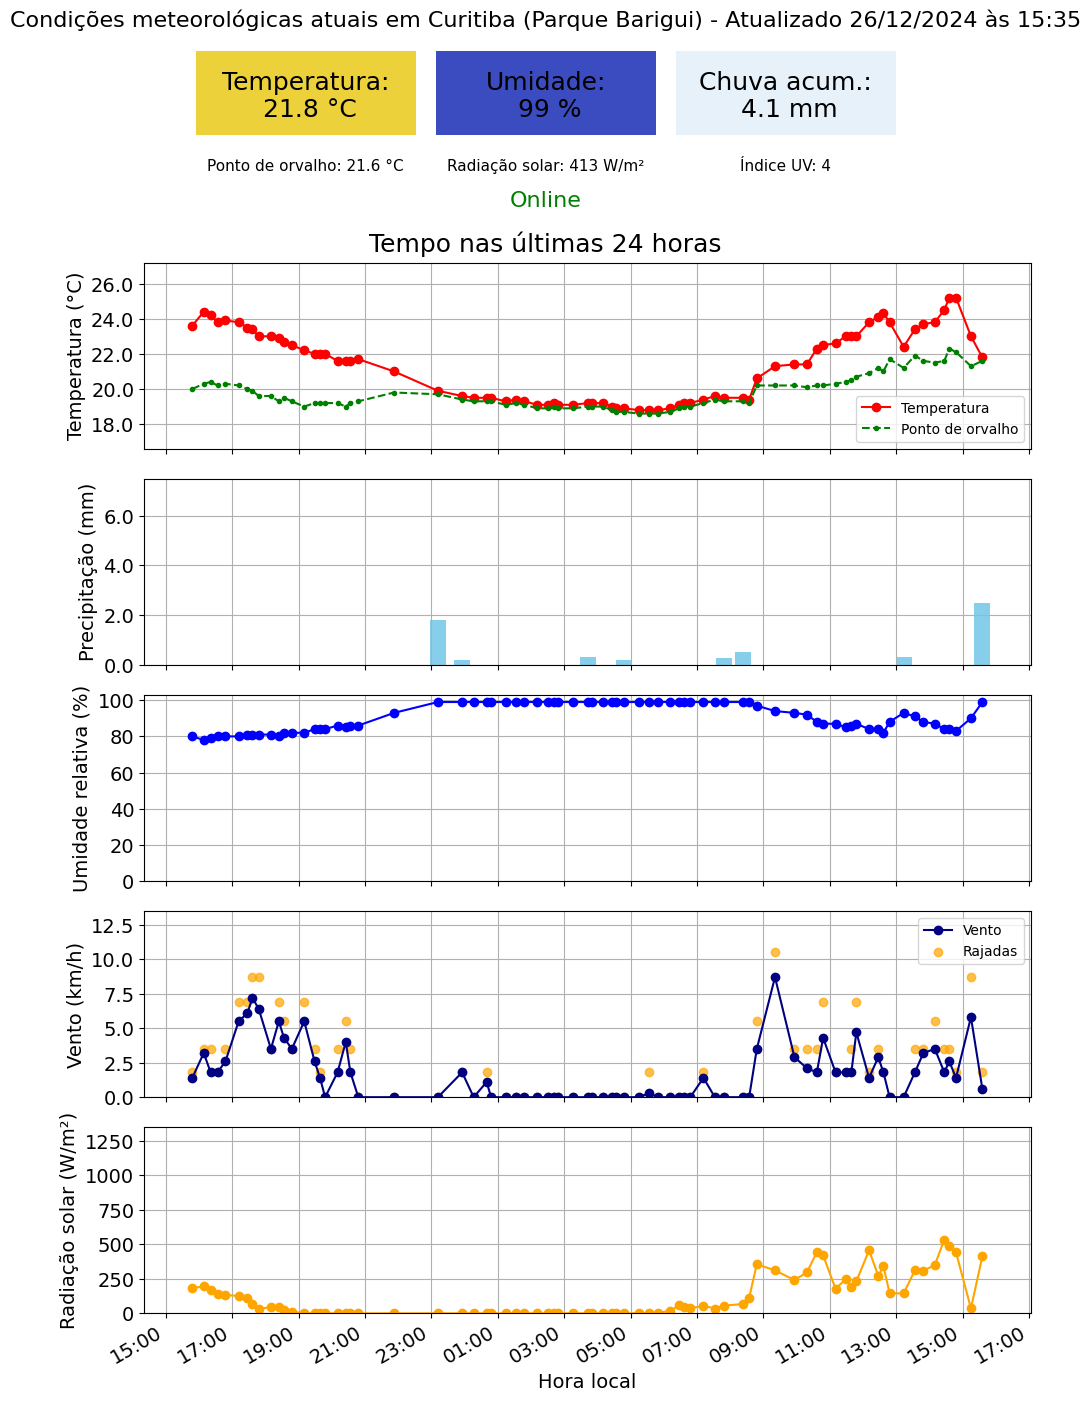 Condições meteorológicas atuais em Curitiba (Parque Barigui) - Atualizado 26/12/2024 às 15:35
Temperatura:
21.8 °C
Umidade:
99 %
Chuva acum.:
4.1 mm
Ponto de orvalho: 21.6 °C
Radiação solar: 413 W/m²
Índice UV: 4
Online
Tempo nas últimas 24 horas
Temperatura (°C)
26.0
24.0
22.0
20.0
18.0
Temperatura
Ponto de orvalho
Precipitação (mm)
6.0
4.0
2.0
0.0
Umidade relativa (%)
100
80
60
40
20
0
Vento (km/h)
12.5
10.0
7.5
5.0
2.5
0.0
Vento
Rajadas
Radiação solar (W/m²)
1250
1000
750
500
250
0
15:00
17:00
19:00
21:00
23:00
01:00
03:00
05:00
07:00
09:00
11:00
13:00
15:00
17:00
Hora local